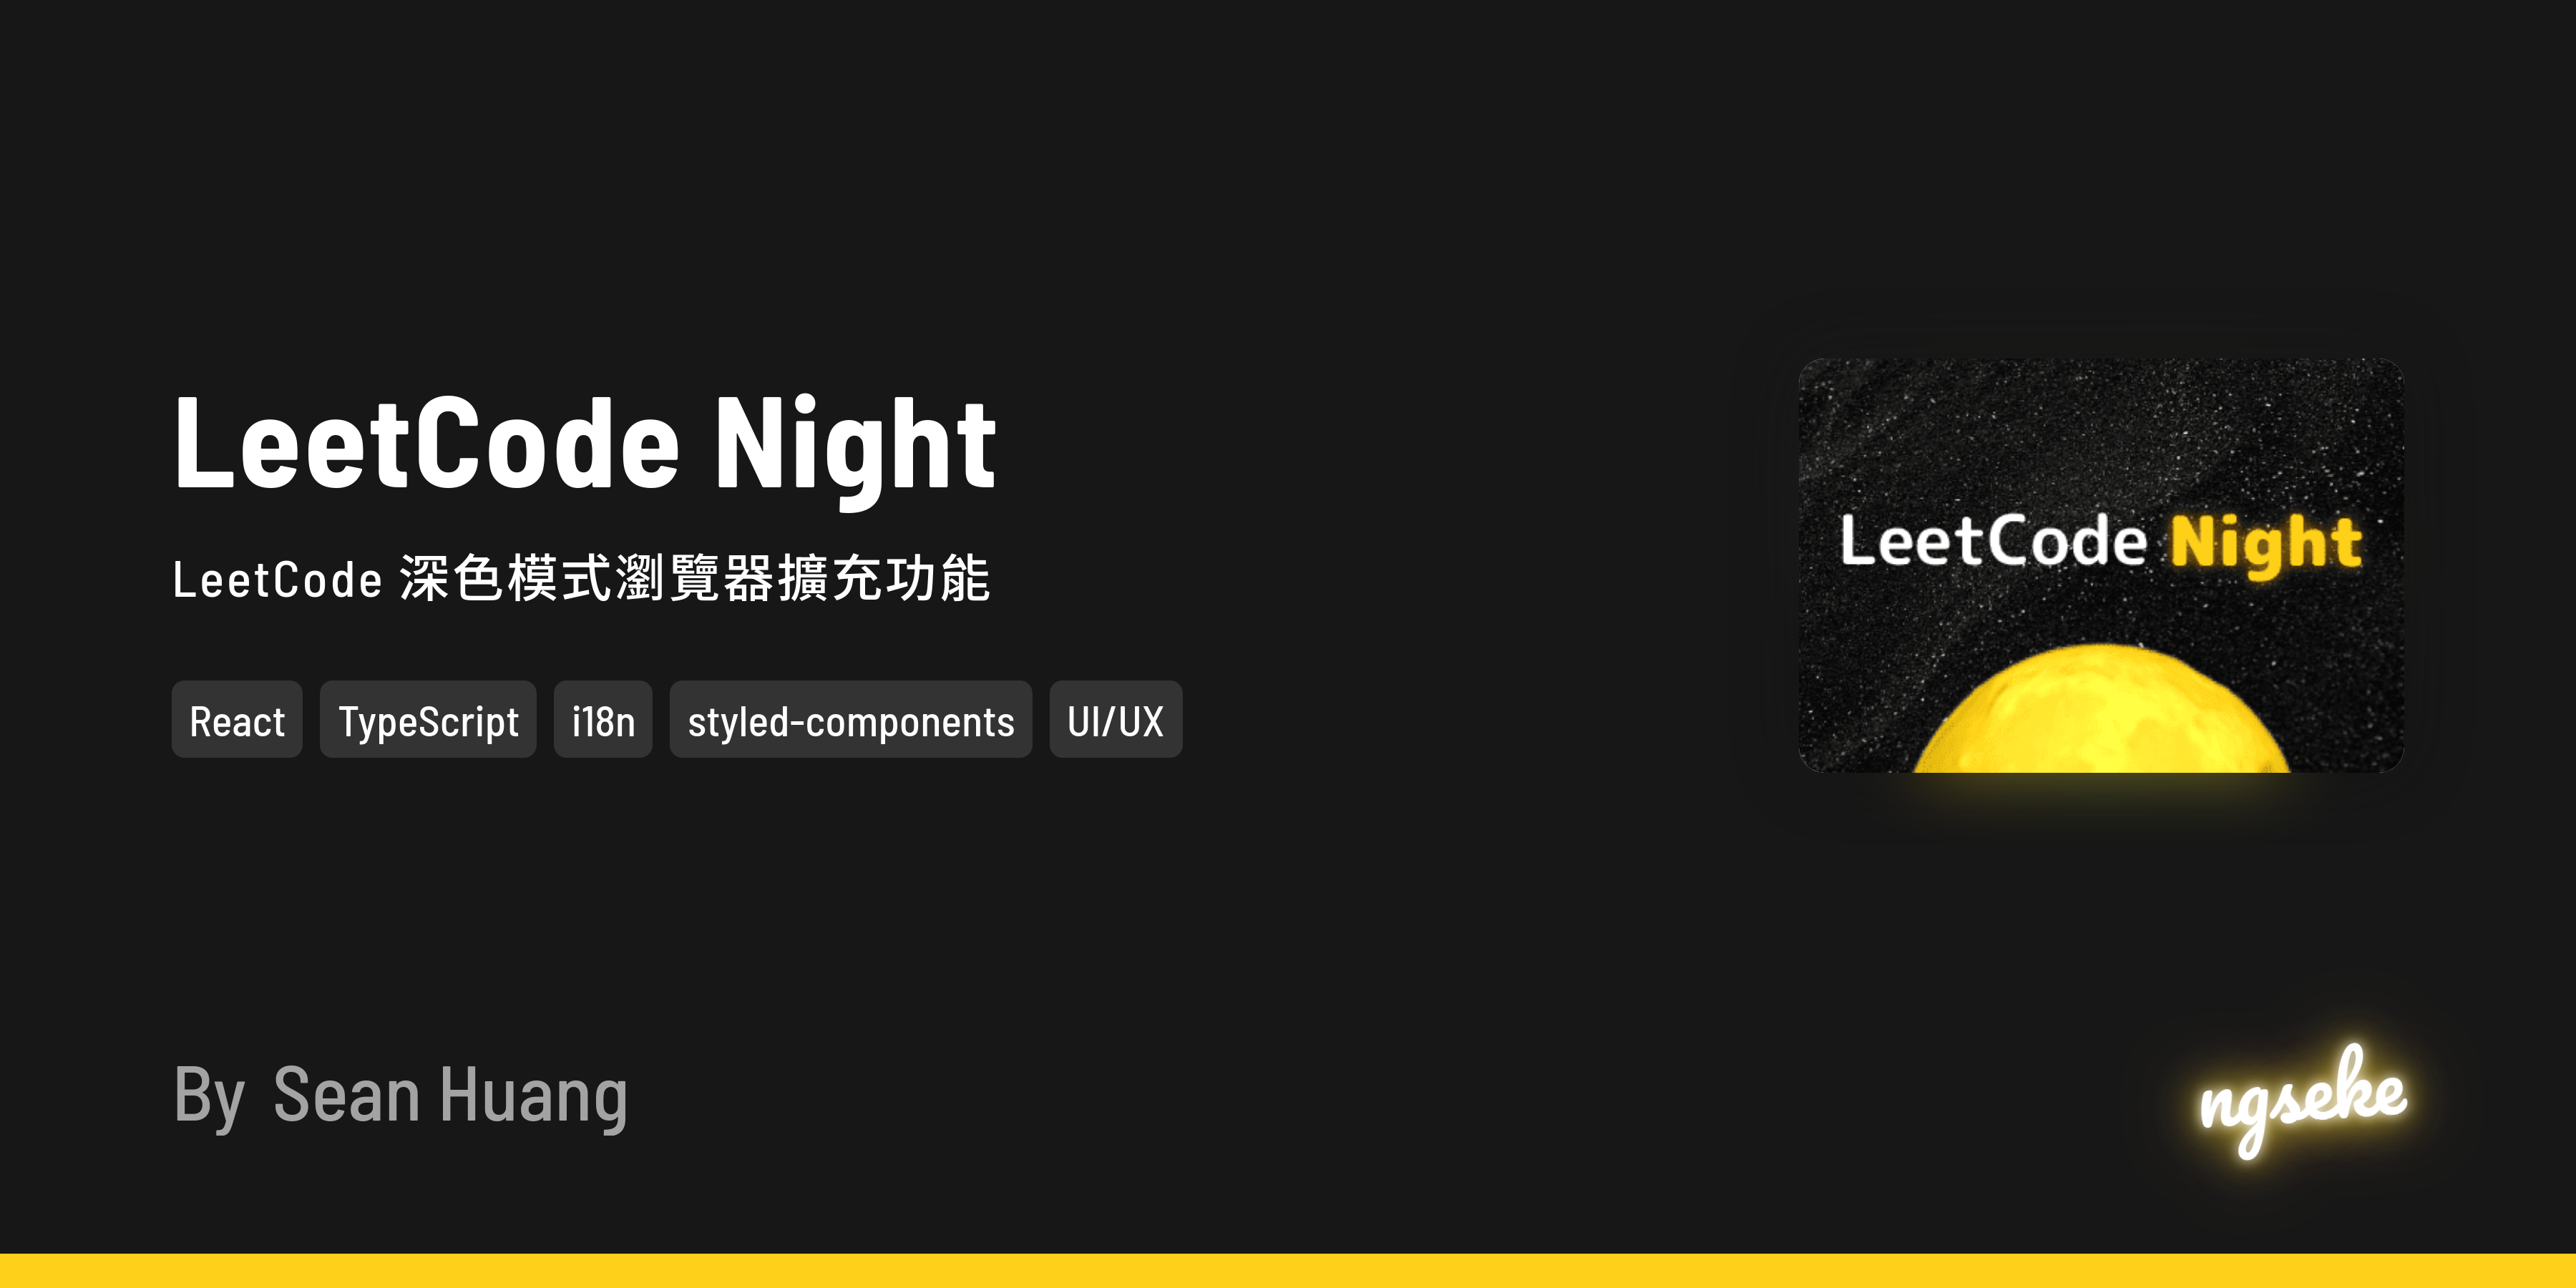 LeetCode Night
LeetCode 深色模式瀏覽器擴充功能
React TypeScript i18n styled-components UI/UX
LeetCode Night
By Sean Huang
ngseke